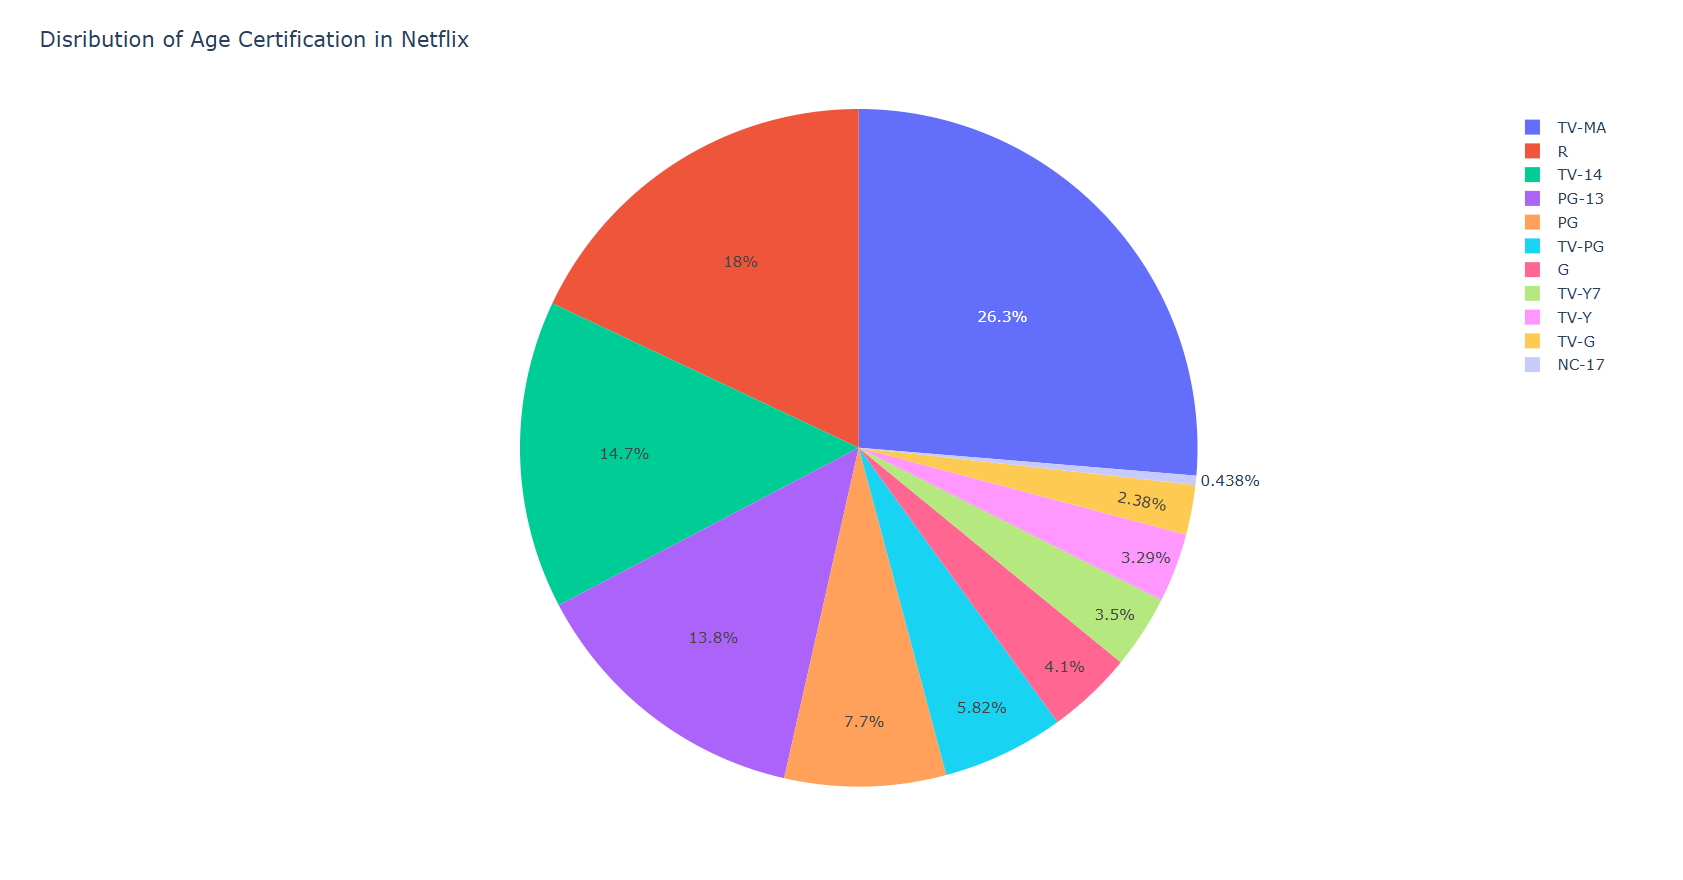 Disribution of Age Certification in Netflix
TV-MA
R
TV-14
PG-13
PG
TV-PG
G
TV-Y7
TV-Y
TV-G
NC-17
18%
26.3%
14.7%
0.438%
2.38%
3.29%
3.5%
13.8%
4.1%
5.82%
7.7%